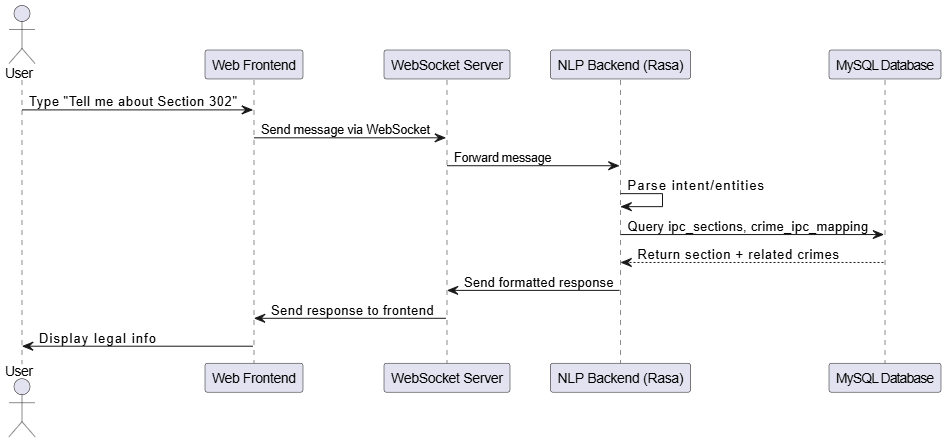 User
Web Frontend
WebSocket Server
NLP Backend (Rasa)
MySQL Database
Type "Tell me about Section 302"
Send message via WebSocket
Forward message
Parse intent/entities
Query ipc_sections, crime_ipc_mapping
Return section + related crimes
Send formatted response
Send response to frontend
Display legal info
User
Web Frontend
WebSocket Server
NLP Backend (Rasa)
MySQL Database